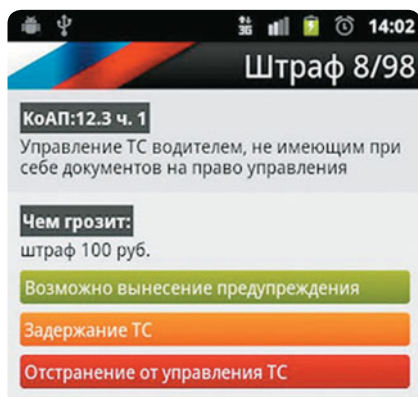 3G 14:02
Штраф 8/98
КоАП:12.3 ч. 1
Управление ТС водителем, не имеющим при
себе документов на право управления
Чем грозит:
штраф 100 руб.
Возможно вынесение предупреждения
Задержание ТС
Отстранение от управления ТС